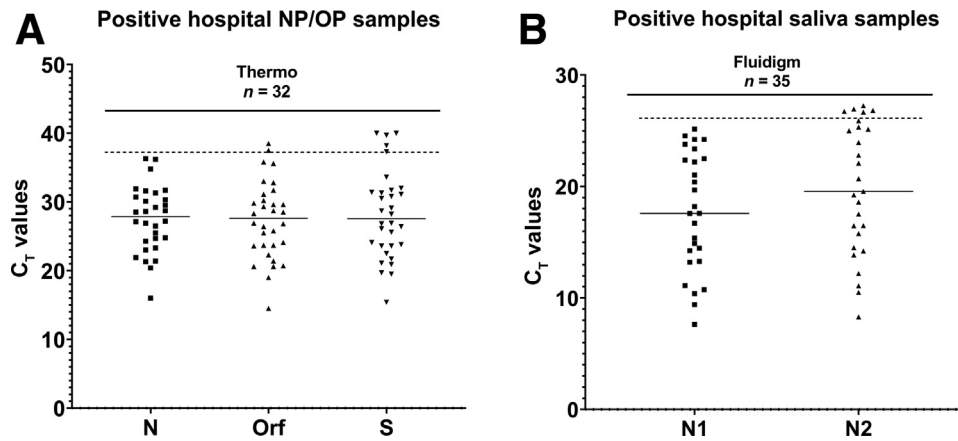 A
Positive hospital NP/OP samples
Thermo
n = 32
50
40
30
20
10
0
CT values
N Orf S
B
Positive hospital saliva samples
Fluidigm
n = 35
30
20
10
0
CT values
N1 N2